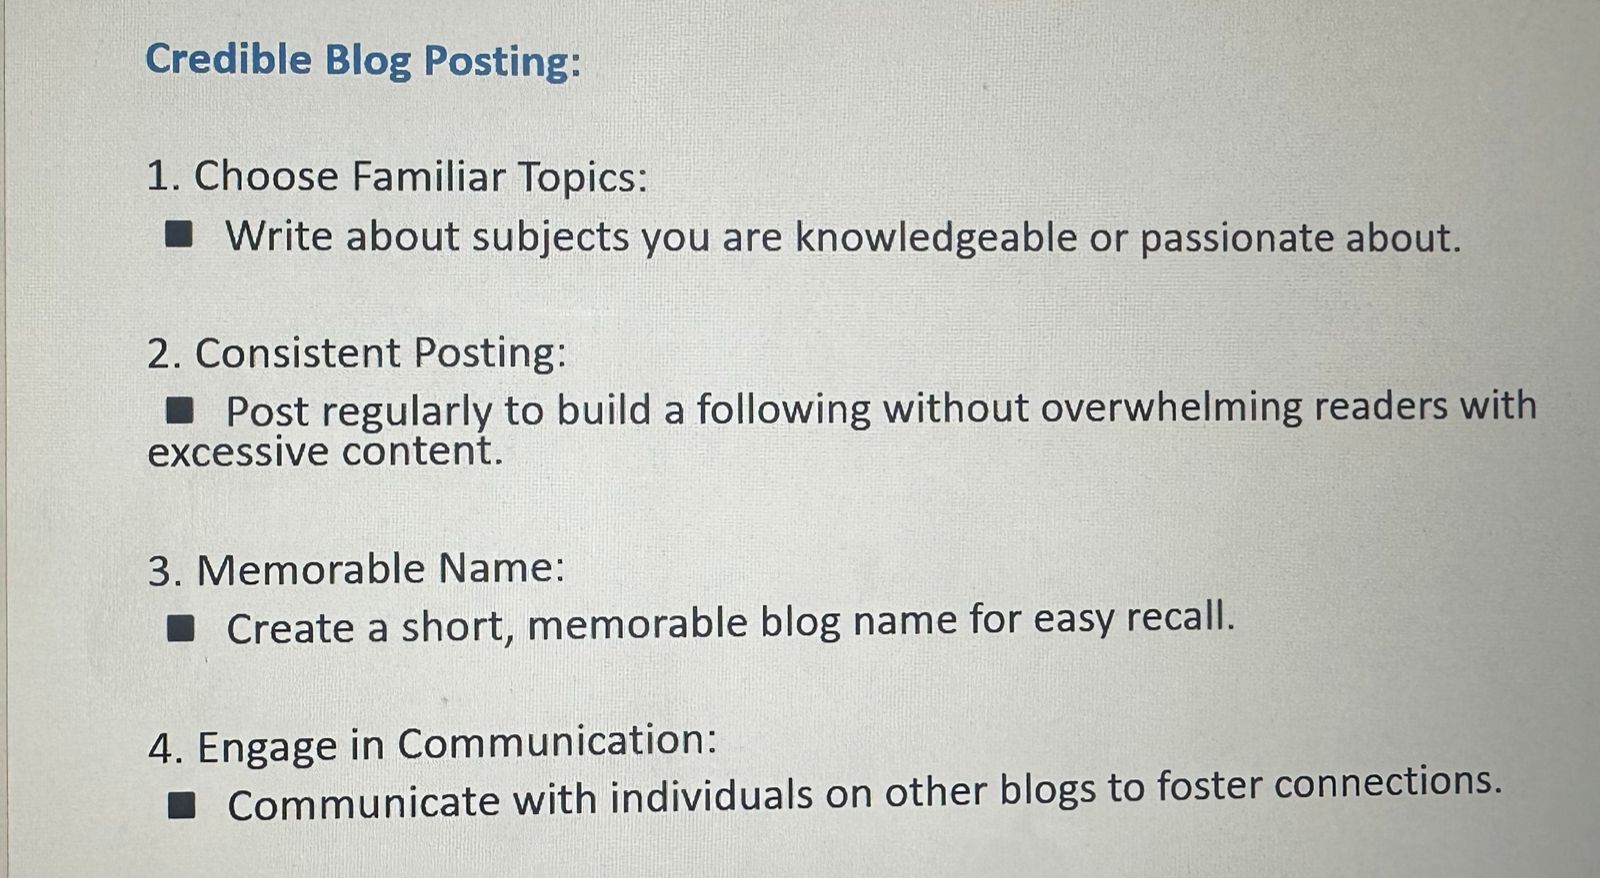 Credible Blog Posting:
1. Choose Familiar Topics:
■ Write about subjects you are knowledgeable or passionate about.
2. Consistent Posting:
■ Post regularly to build a following without overwhelming readers with
excessive content.
3. Memorable Name:
■ Create a short, memorable blog name for easy recall.
4. Engage in Communication:
■ Communicate with individuals on other blogs to foster connections.